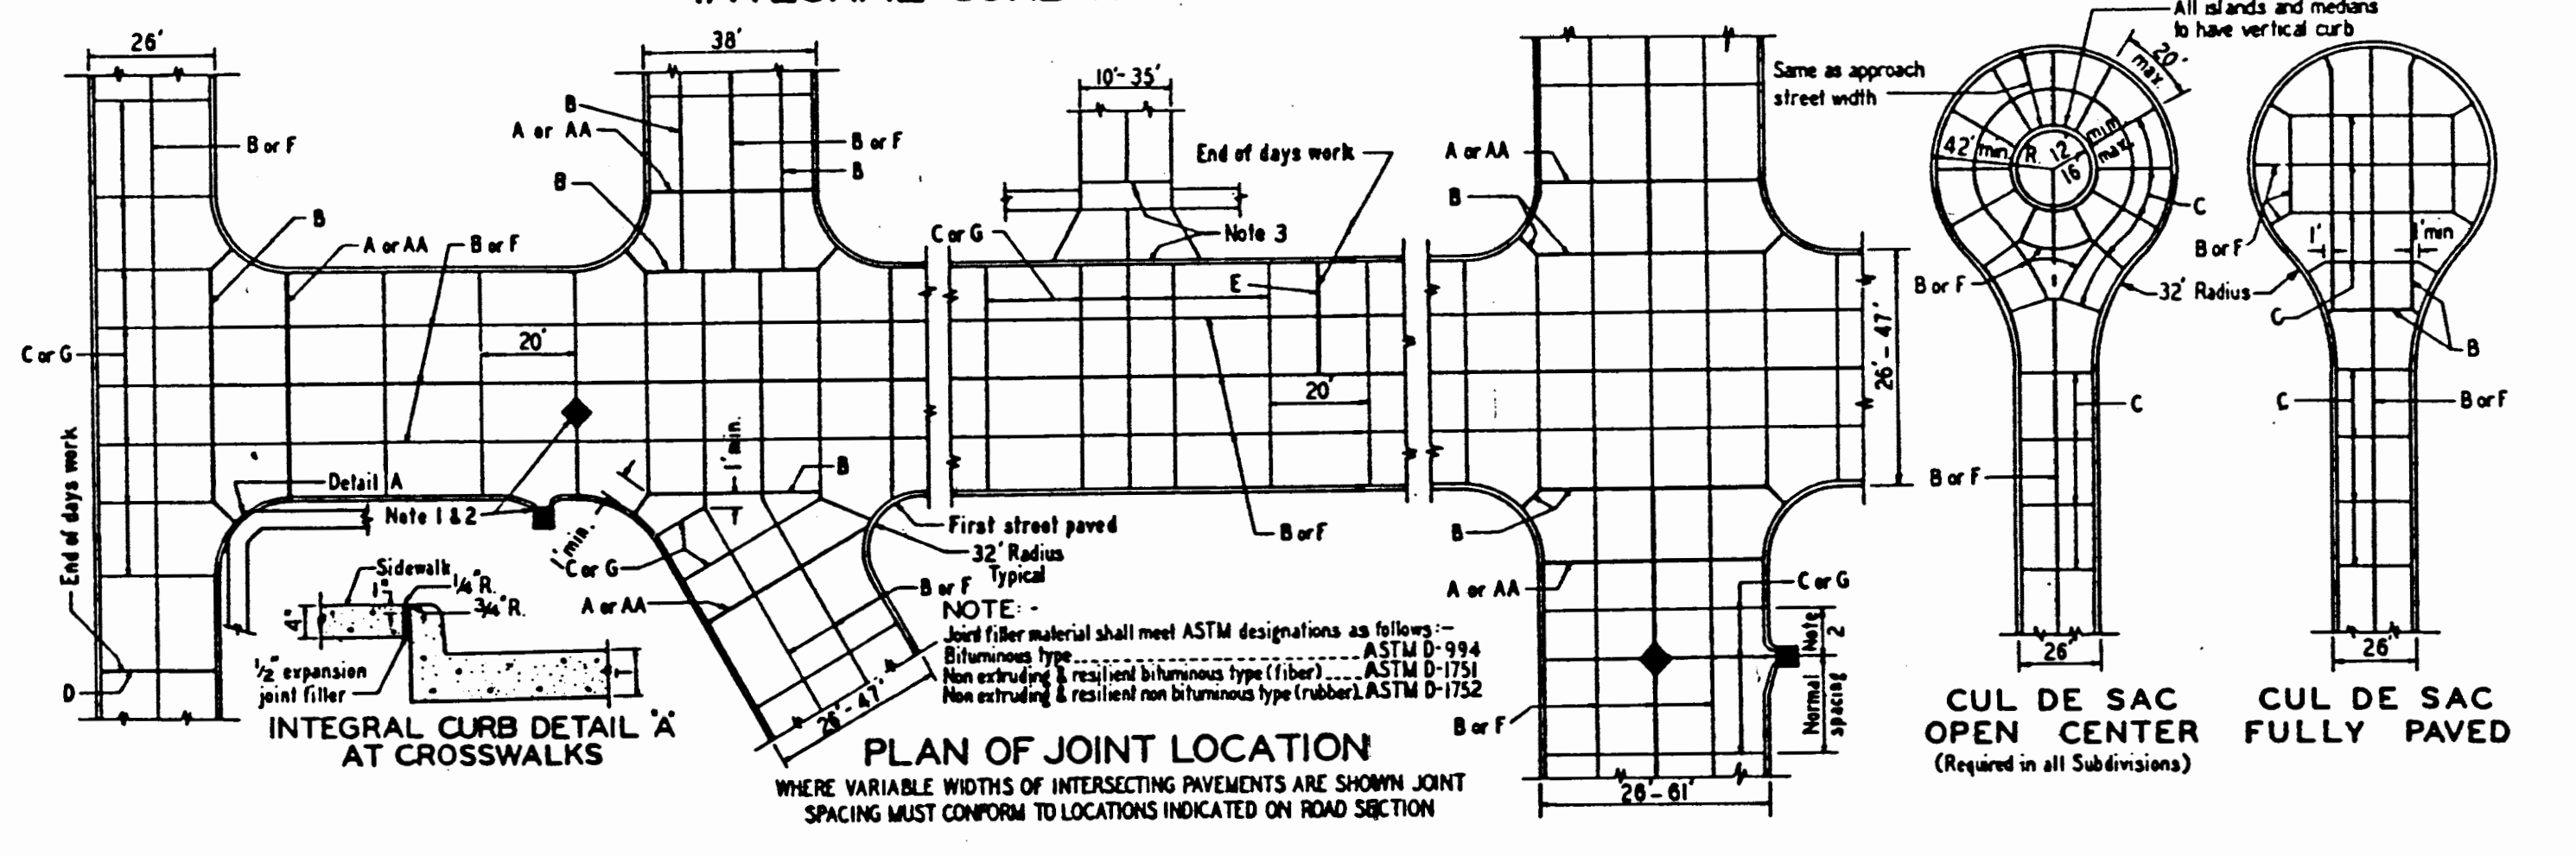 26'
38'
10'- 35'
All islands and medians
to have vertical curb
20'
max.
Same as approach
street width
B
A or AA
B or F
B or F
B
B
End of days work
A or AA
B
42' min.
R.
12'
min.
16'
max.
C
B
A or AA
B or F
C or G
Note 3
E
B or F
1'
1' min
B or F
32' Radius
C
B
C or G
20'
20'
26' - 47'
C
C
B or F
End of days work
1' min.
B
Detail A
Note 1 & 2
First street paved
B or F
B
B or F
1' min.
C or G
32' Radius
Typical
Sidewalk
1"
1/4" R.
3/4" R.
4"
T
1/2" expansion
joint filler
D
A or AA
B or F
A or AA
C or G
Note
2
Normal
spacing
B or F
26' - 47'
NOTE: -
Joint filler material shall meet ASTM designations as follows:-
Bituminous type ASTM D-994
Non extruding & resilient bituminous type (fiber) ASTM D-1751
Non extruding & resilient non bituminous type (rubber) ASTM D-1752
INTEGRAL CURB DETAIL "A"
AT CROSSWALKS
PLAN OF JOINT LOCATION
WHERE VARIABLE WIDTHS OF INTERSECTING PAVEMENTS ARE SHOWN JOINT
SPACING MUST CONFORM TO LOCATIONS INDICATED ON ROAD SECTION
26'-61'
26'
26'
CUL DE SAC
OPEN CENTER
(Required in all Subdivisions)
CUL DE SAC
FULLY PAVED